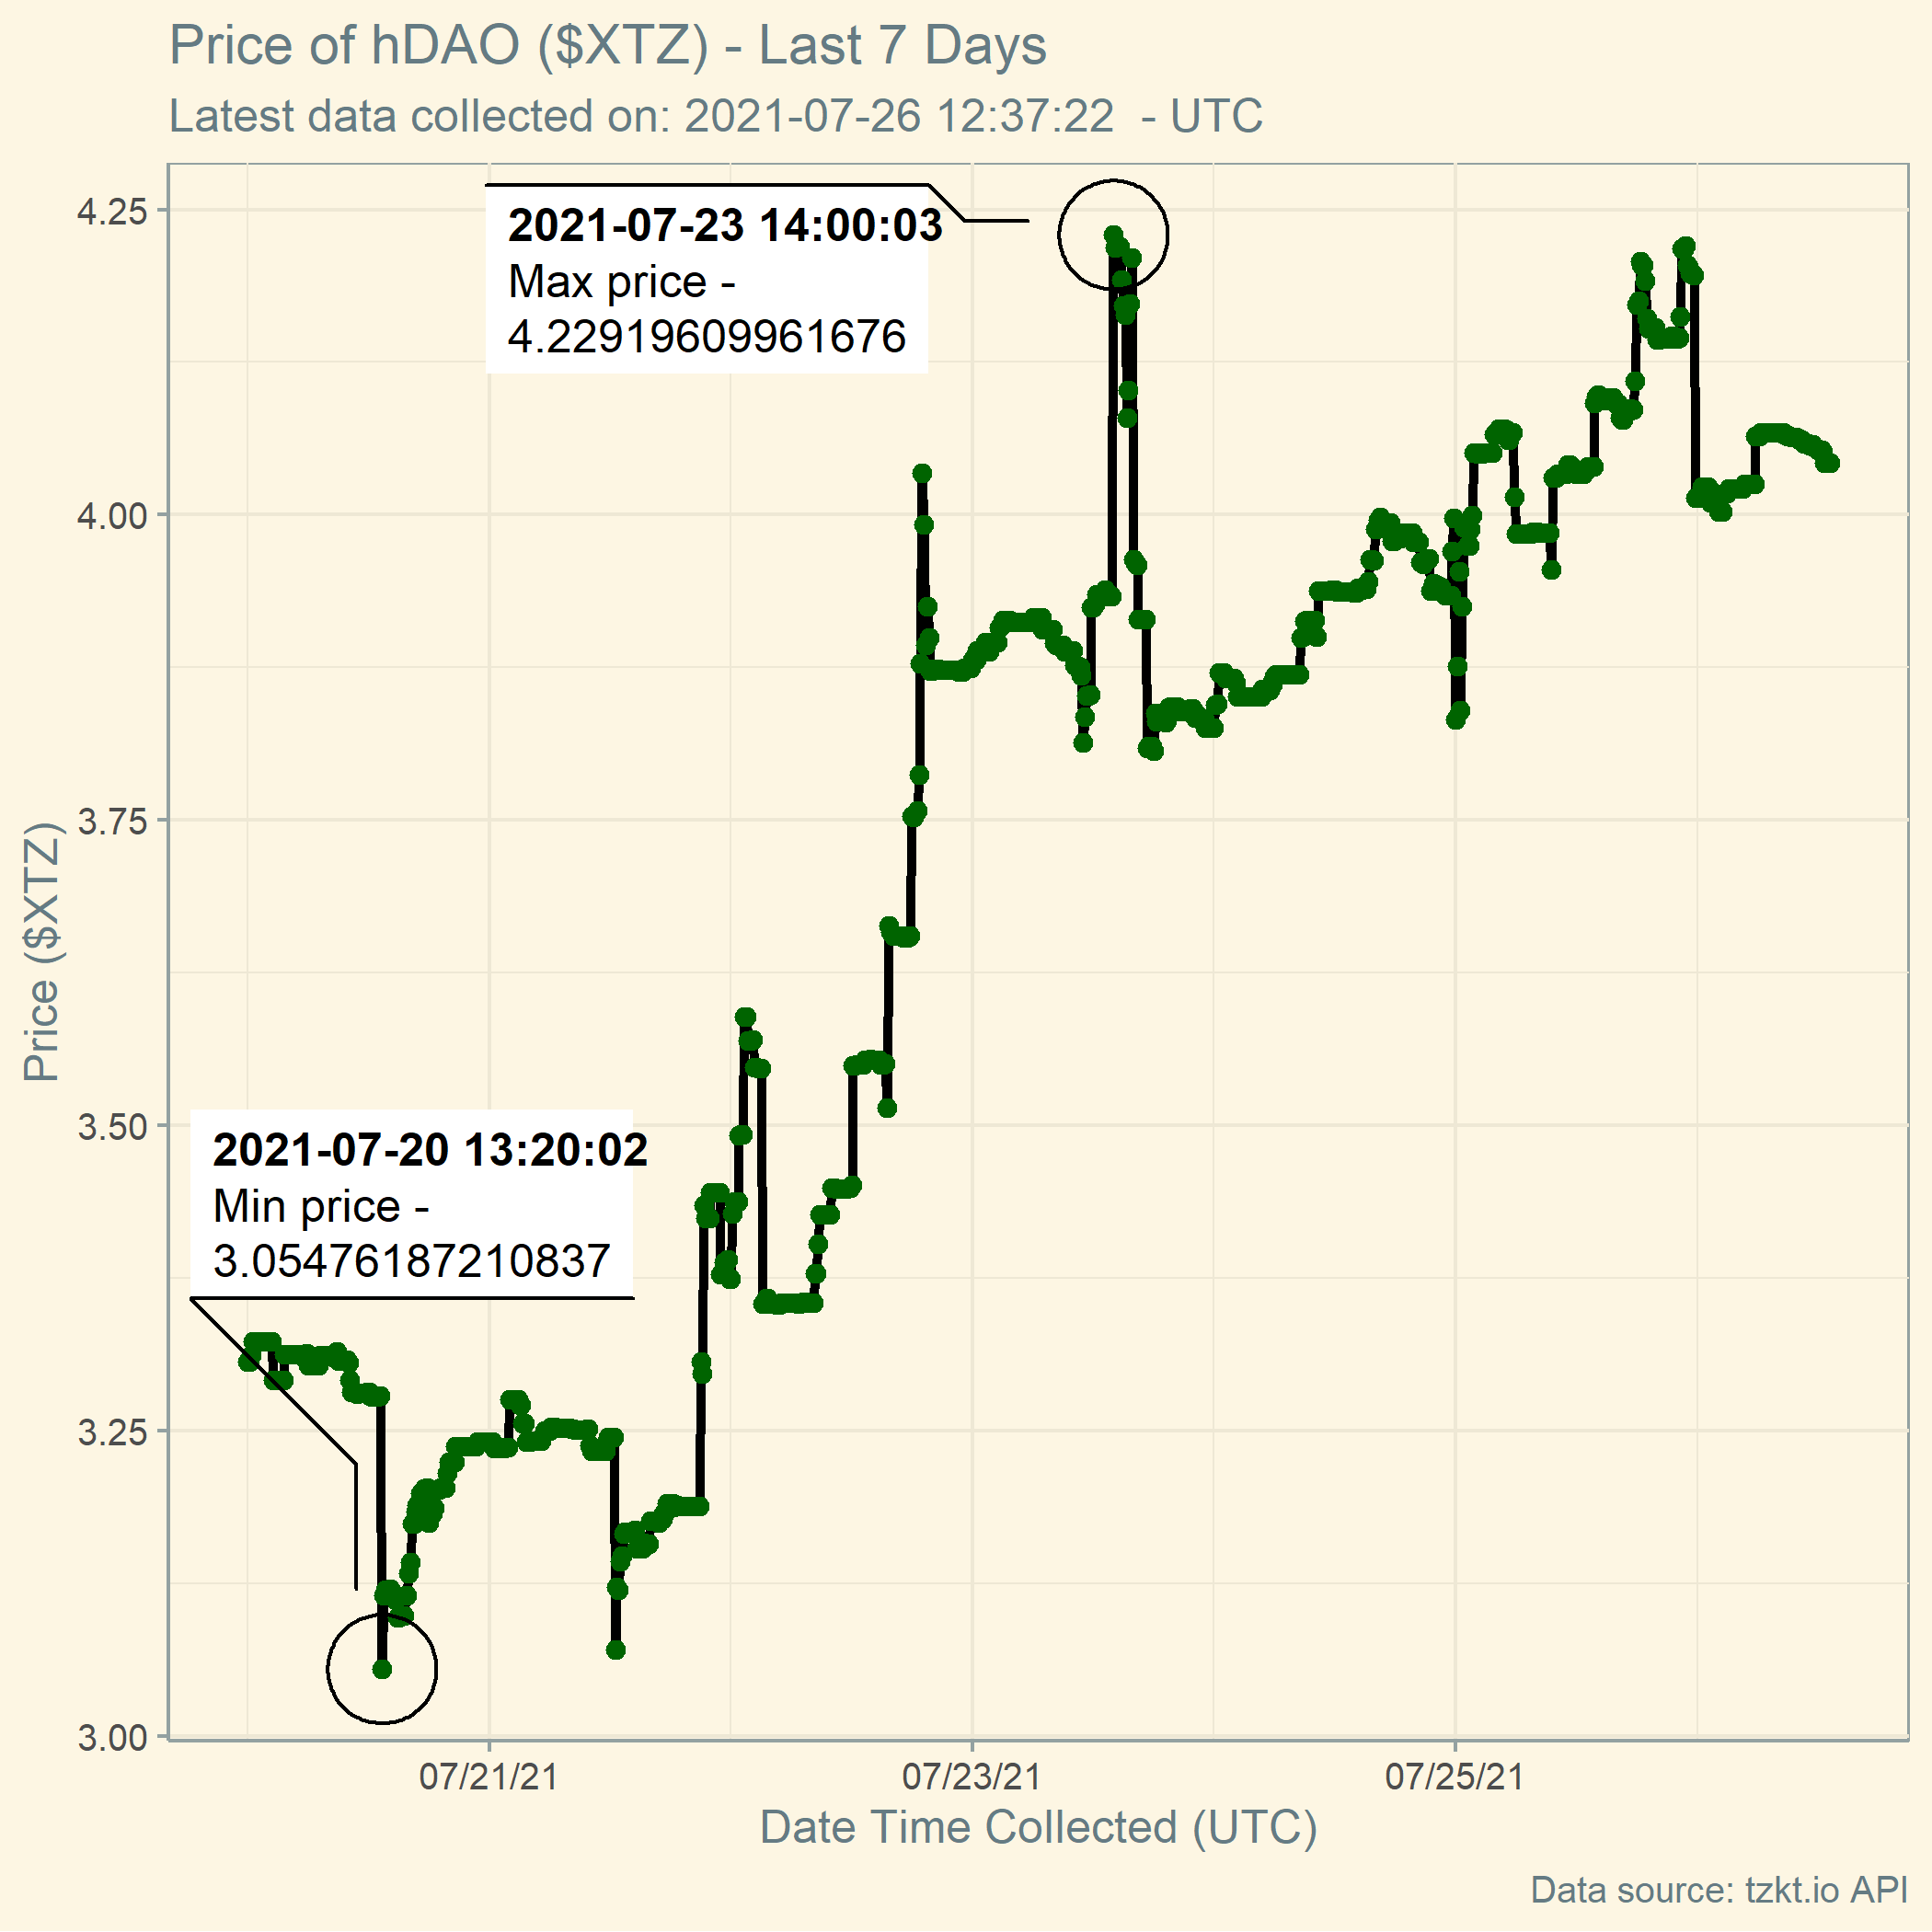 Price of hDAO ($XTZ) - Last 7 Days
Latest data collected on: 2021-07-26 12:37:22  - UTC
4.25
4.00
3.75
3.50
3.25
3.00
Price ($XTZ)
2021-07-23 14:00:03
Max price -
4.22919609961676
2021-07-20 13:20:02
Min price -
3.05476187210837
07/21/21
07/23/21
07/25/21
Date Time Collected (UTC)
Data source: tzkt.io API